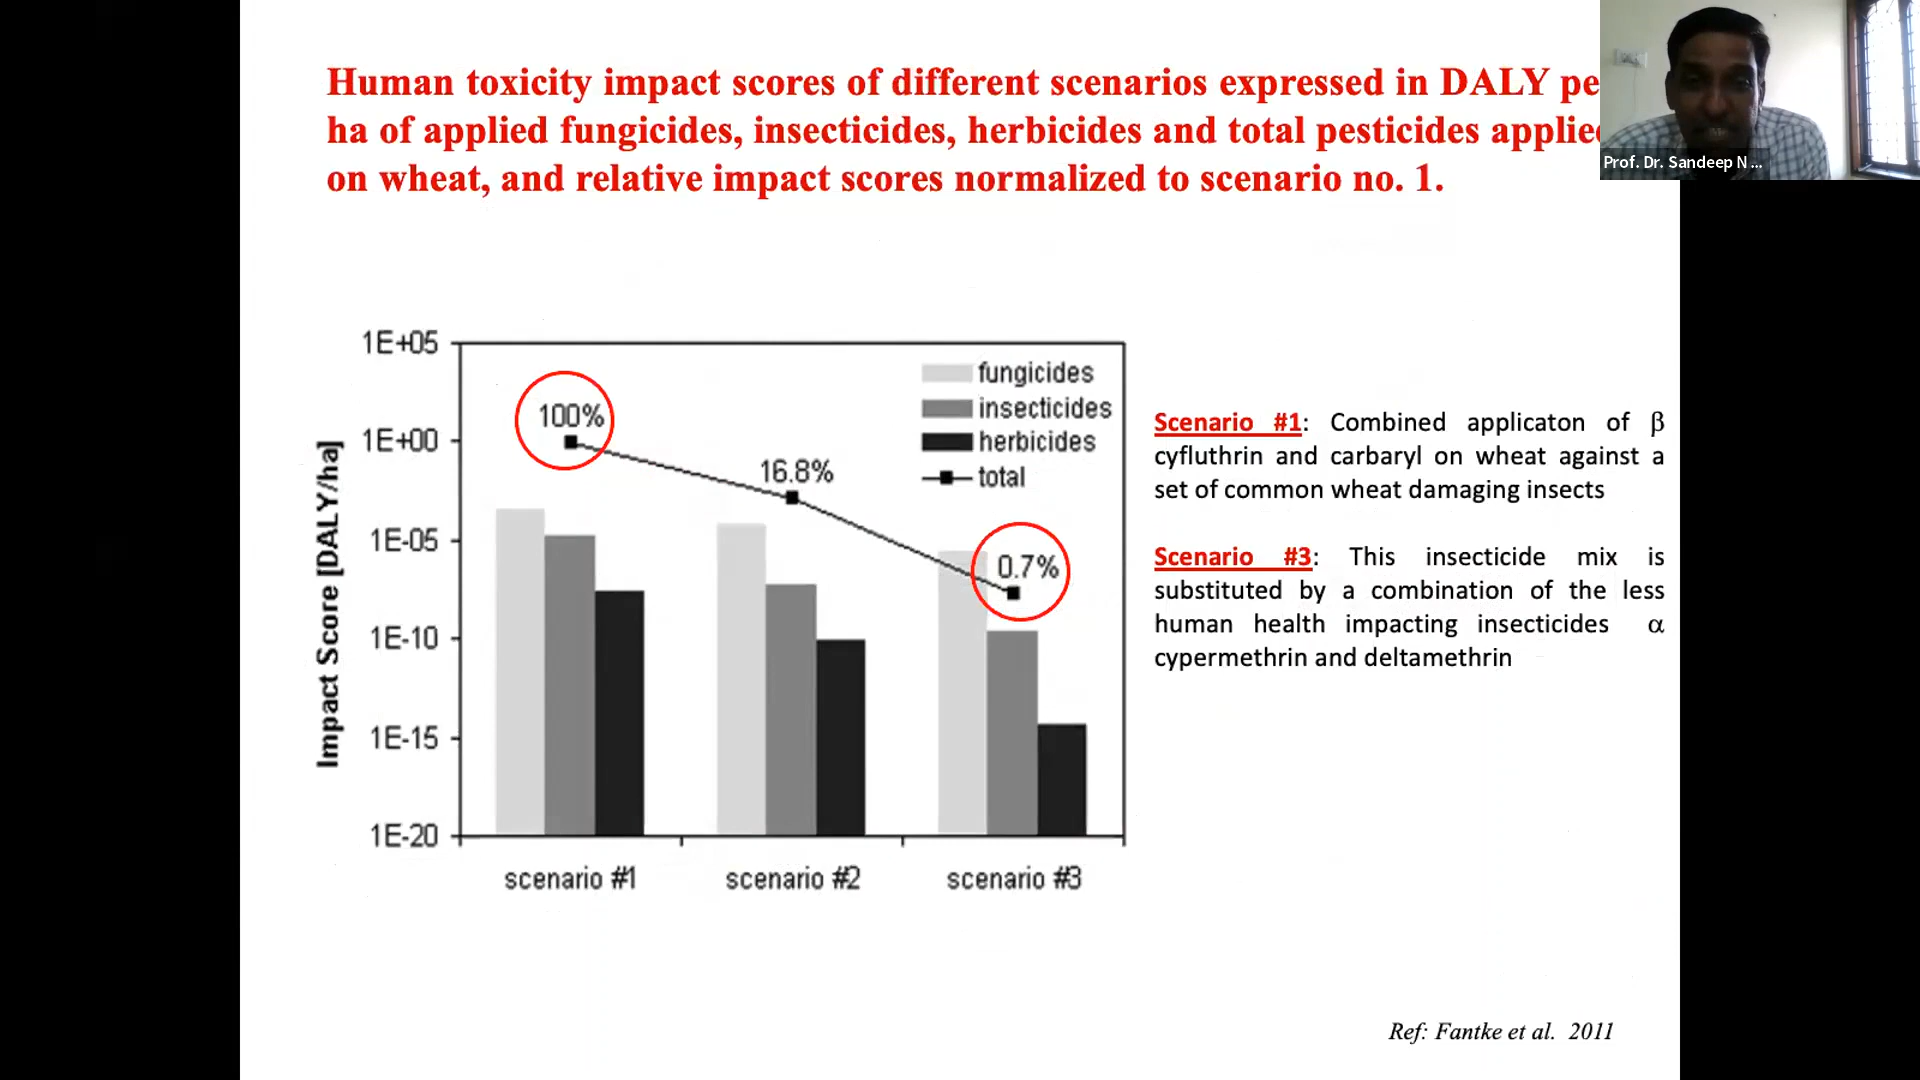 Human toxicity impact scores of different scenarios expressed in DALY pe
ha of applied fungicides, insecticides, herbicides and total pesticides applied
on wheat, and relative impact scores normalized to scenario no. 1.
Prof. Dr. Sandeep N ...
Impact Score [DALY/ha]
1E+05
1E+00
1E-05
1E-10
1E-15
1E-20
100%
16.8%
0.7%
fungicides
insecticides
herbicides
total
scenario #1
scenario #2
scenario #3
Scenario #1: Combined applicaton of β
cyfluthrin and carbaryl on wheat against a
set of common wheat damaging insects
Scenario #3: This insecticide mix is
substituted by a combination of the less
human health impacting insecticides α
cypermethrin and deltamethrin
Ref: Fantke et al. 2011